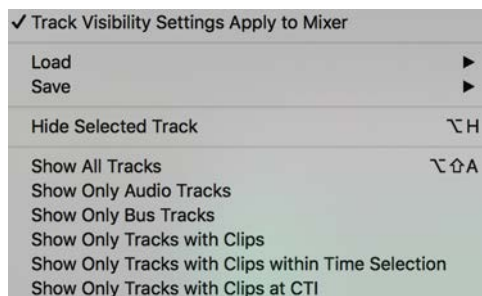 ✓ Track Visibility Settings Apply to Mixer
Load ▶
Save ▶
Hide Selected Track ⌥H
Show All Tracks ⌥⇧A
Show Only Audio Tracks
Show Only Bus Tracks
Show Only Tracks with Clips
Show Only Tracks with Clips within Time Selection
Show Only Tracks with Clips at CTI